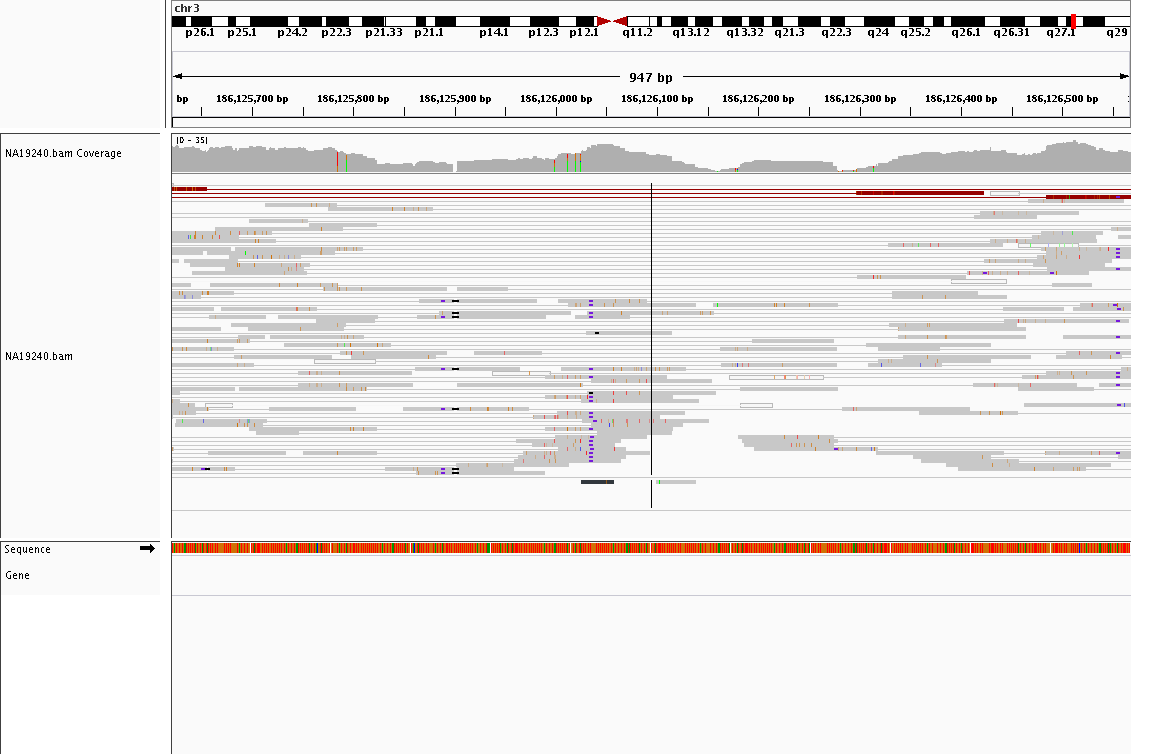 chr3
p26.1 p25.1 p24.2 p22.3 p21.33 p21.1 p14.1 p12.3 p12.1 q11.2 q13.12 q13.32 q21.3 q22.3 q24 q25.2 q26.1 q26.31 q27.1 q29
947 bp
bp 186,125,700 bp 186,125,800 bp 186,125,900 bp 186,126,000 bp 186,126,100 bp 186,126,200 bp 186,126,300 bp 186,126,400 bp 186,126,500 bp
[0 - 35]
NA19240.bam Coverage
NA19240.bam
Sequence
Gene